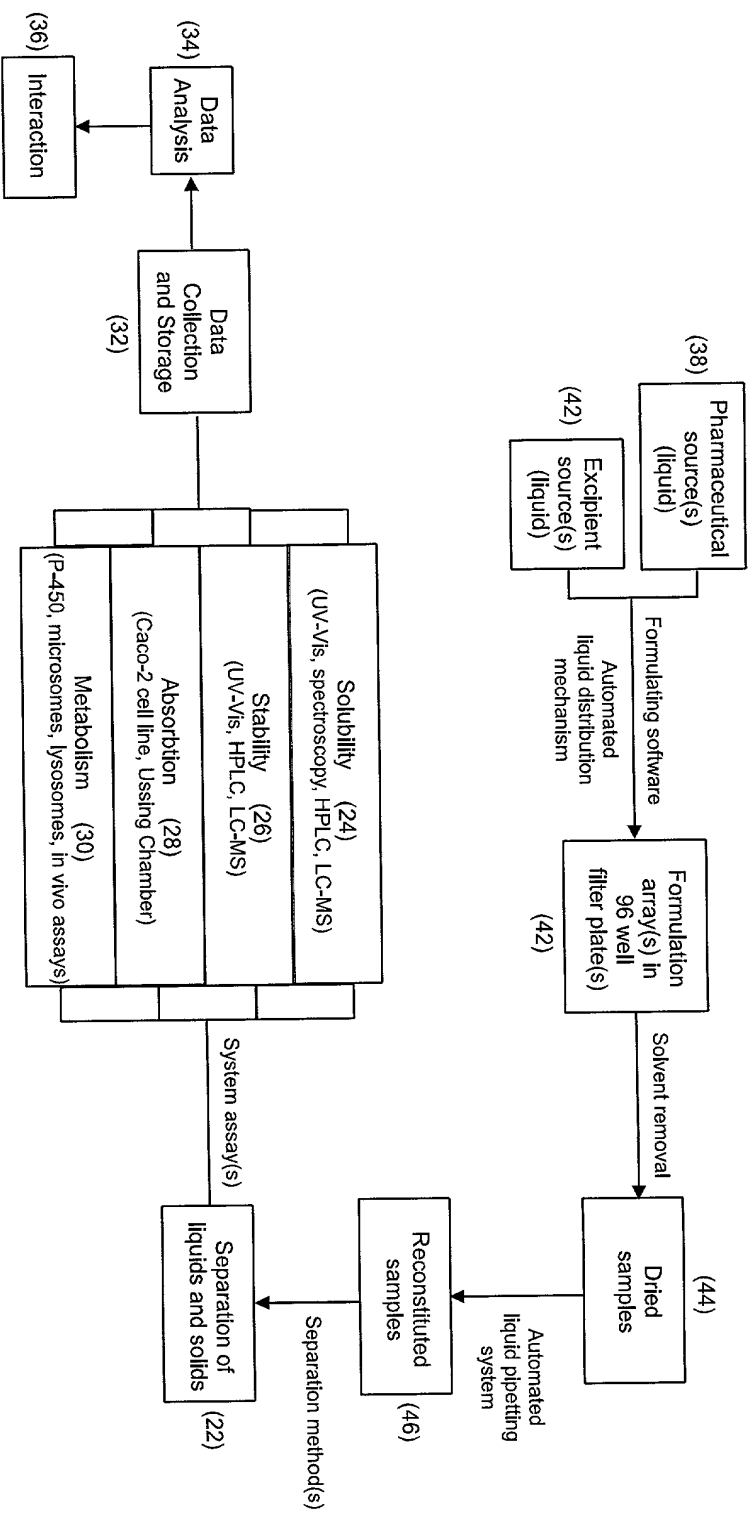 (38)
Pharmaceutical
source(s)
(liquid)
(42)
Excipient
source(s)
(liquid)
Formulating software
Automated
liquid distribution
mechanism
Formulation
array(s) in
96 well
filter plate(s)
(42)
Solvent removal
(44)
Dried
samples
Automated
liquid pipetting
system
Reconstituted
samples
(46)
Separation method(s)
Separation of
liquids and solids
(22)
System assay(s)
Solubility (24)
(UV-Vis, spectroscopy, HPLC, LC-MS)
Stability (26)
(UV-Vis, HPLC, LC-MS)
Absorbtion (28)
(Caco-2 cell line, Ussing Chamber)
Metabolism (30)
(P-450, microsomes, lysosomes, in vivo assays)
Data
Collection
and Storage
(32)
Data
Analysis
(34)
Interaction
(36)